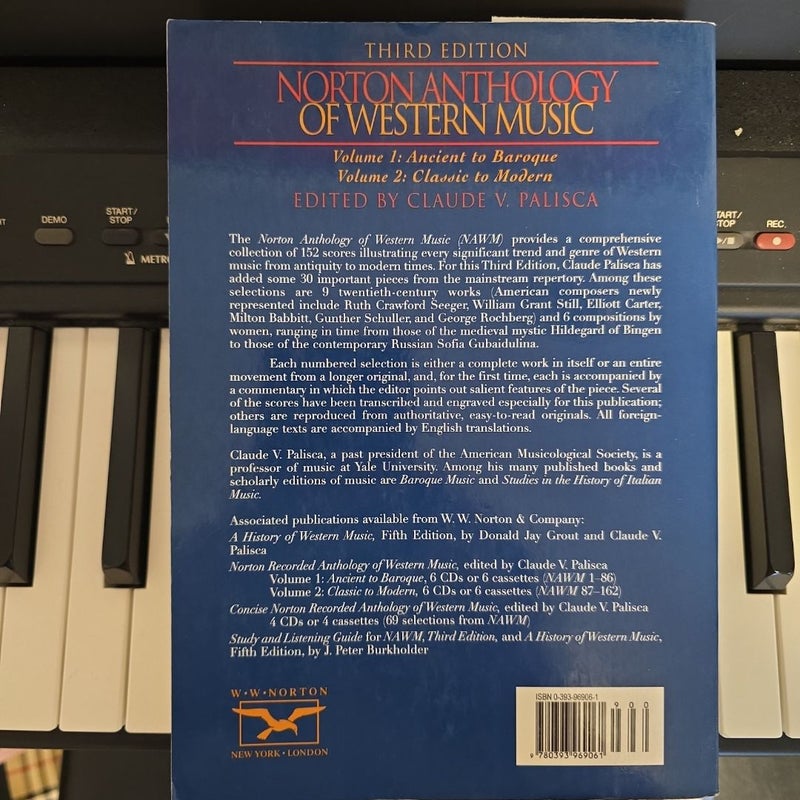 THIRD EDITION
NORTON ANTHOLOGY
OF WESTERN MUSIC
Volume 1: Ancient to Baroque
Volume 2: Classic to Modern
EDITED BY CLAUDE V. PALISCA
The Norton Anthology of Western Music (NAWM) provides a comprehensive
collection of 152 scores illustrating every significant trend and genre of Western
music from antiquity to modern times. For this Third Edition, Claude Palisca has
added some 30 important pieces from the mainstream repertory. Among these
selections are 9 twentieth-century works (American composers newly
represented include Ruth Crawford Seeger, William Grant Still, Elliott Carter,
Milton Babbitt, Gunther Schuller, and George Rochberg) and 6 compositions by
women, ranging in time from those of the medieval mystic Hildegard of Bingen
to those of the contemporary Russian Sofia Gubaidulina.
Each numbered selection is either a complete work in itself or an entire
movement from a longer original, and, for the first time, each is accompanied by
a commentary in which the editor points out salient features of the piece. Several
of the scores have been transcribed and engraved especially for this publication;
others are reproduced from authoritative, easy-to-read originals. All foreign-
language texts are accompanied by English translations.
Claude V. Palisca, a past president of the American Musicological Society, is a
professor of music at Yale University. Among his many published books and
scholarly editions of music are Baroque Music and Studies in the History of Italian
Music.
Associated publications available from W. W. Norton & Company:
A History of Western Music, Fifth Edition, by Donald Jay Grout and Claude V.
Palisca
Norton Recorded Anthology of Western Music, edited by Claude V. Palisca
Volume 1: Ancient to Baroque, 6 CDs or 6 cassettes (NAWM 1–86)
Volume 2: Classic to Modern, 6 CDs or 6 cassettes (NAWM 87–162)
Concise Norton Recorded Anthology of Western Music, edited by Claude V. Palisca
4 CDs or 4 cassettes (69 selections from NAWM)
Study and Listening Guide for NAWM, Third Edition, and A History of Western Music,
Fifth Edition, by J. Peter Burkholder
W • W • NORTON
NEW YORK • LONDON
ISBN 0-393-96906-1
9 0 0
9 780393 969061
DEMO
START/
STOP
METRO
START/
STOP
REC.